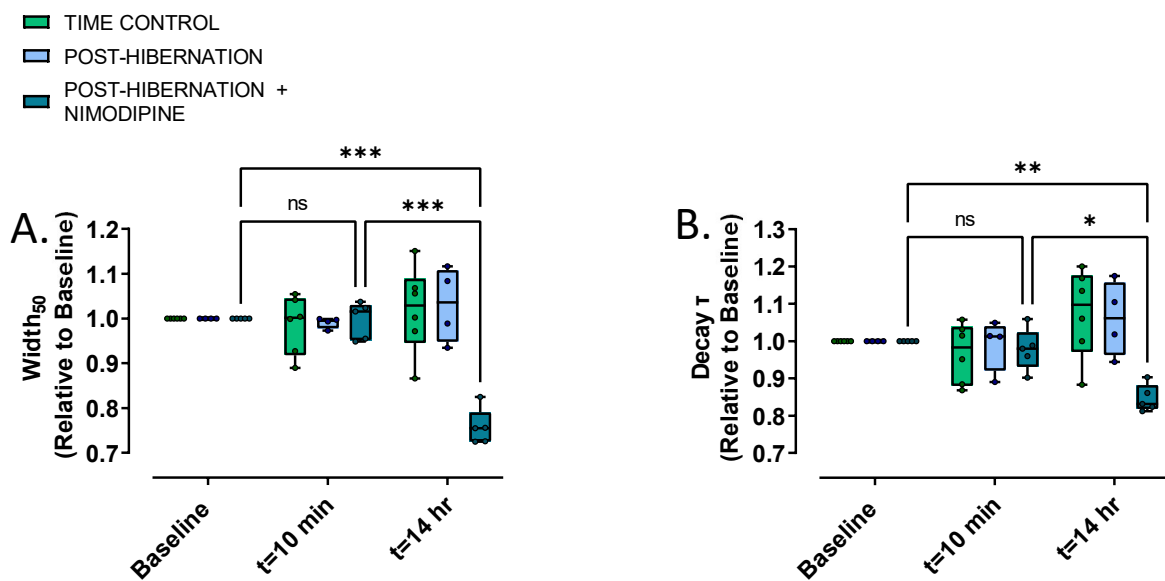 TIME CONTROL
POST-HIBERNATION
POST-HIBERNATION +
NIMODIPINE
A.
Width50
(Relative to Baseline)
1.2
1.1
1.0
0.9
0.8
0.7
***
ns
***
Baseline
t=10 min
t=14 hr
B.
Decay τ
(Relative to Baseline)
1.3
1.2
1.1
1.0
0.9
0.8
0.7
**
ns
*
Baseline
t=10 min
t=14 hr